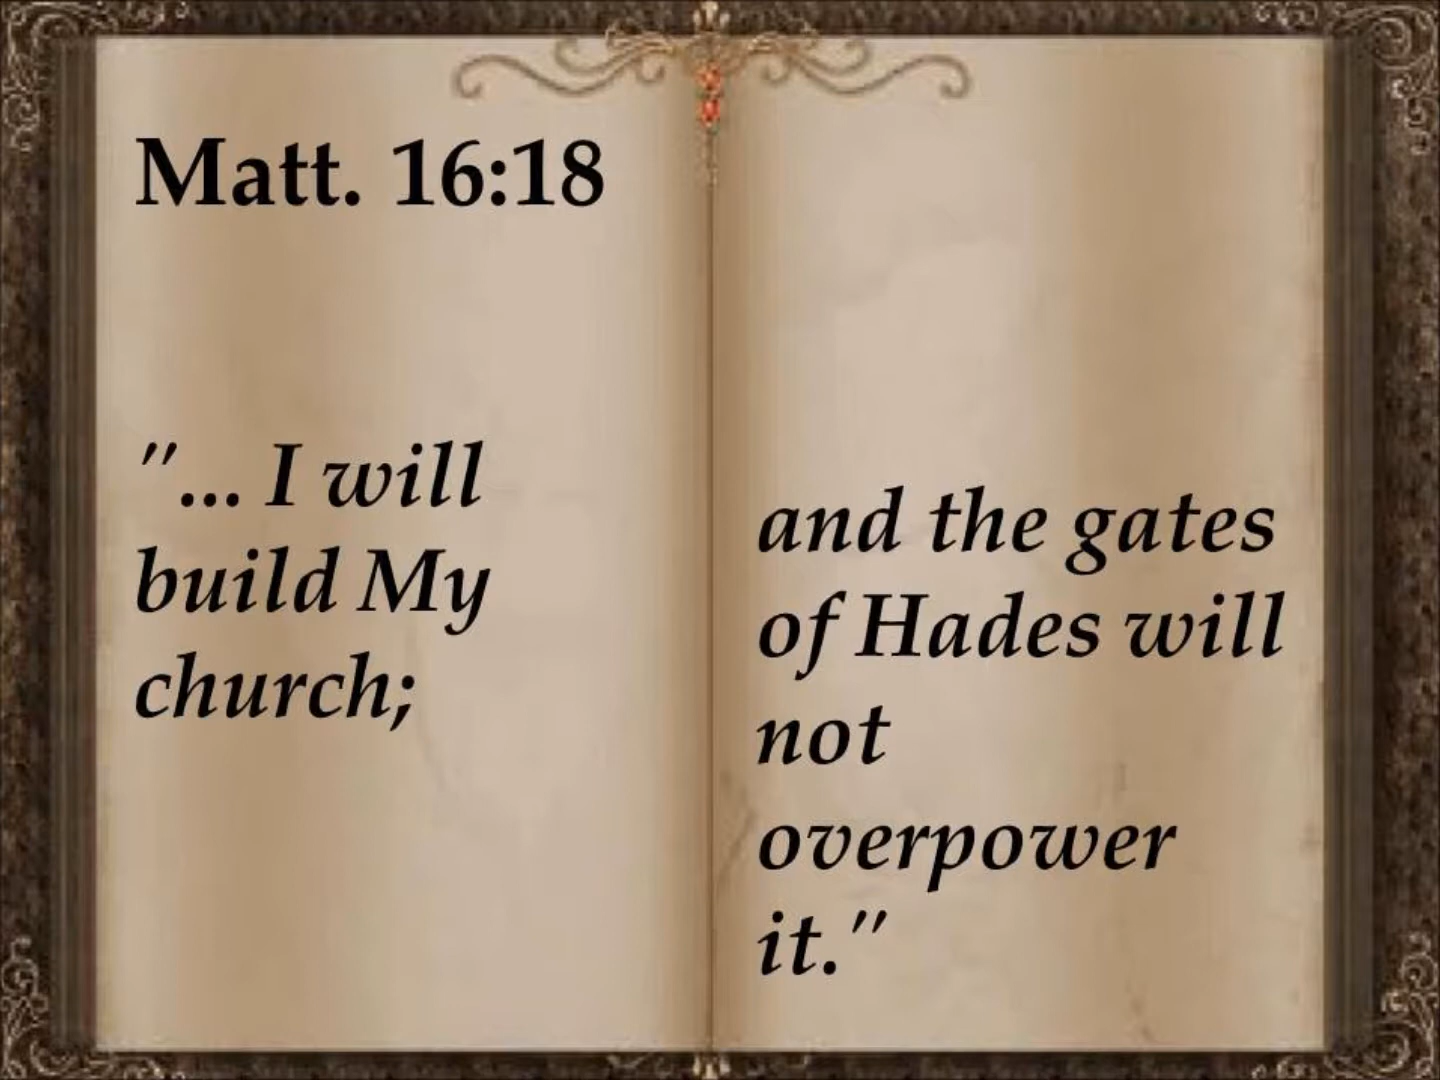 Matt. 16:18
"... I will
build My
church;
and the gates
of Hades will
not
overpower
it."